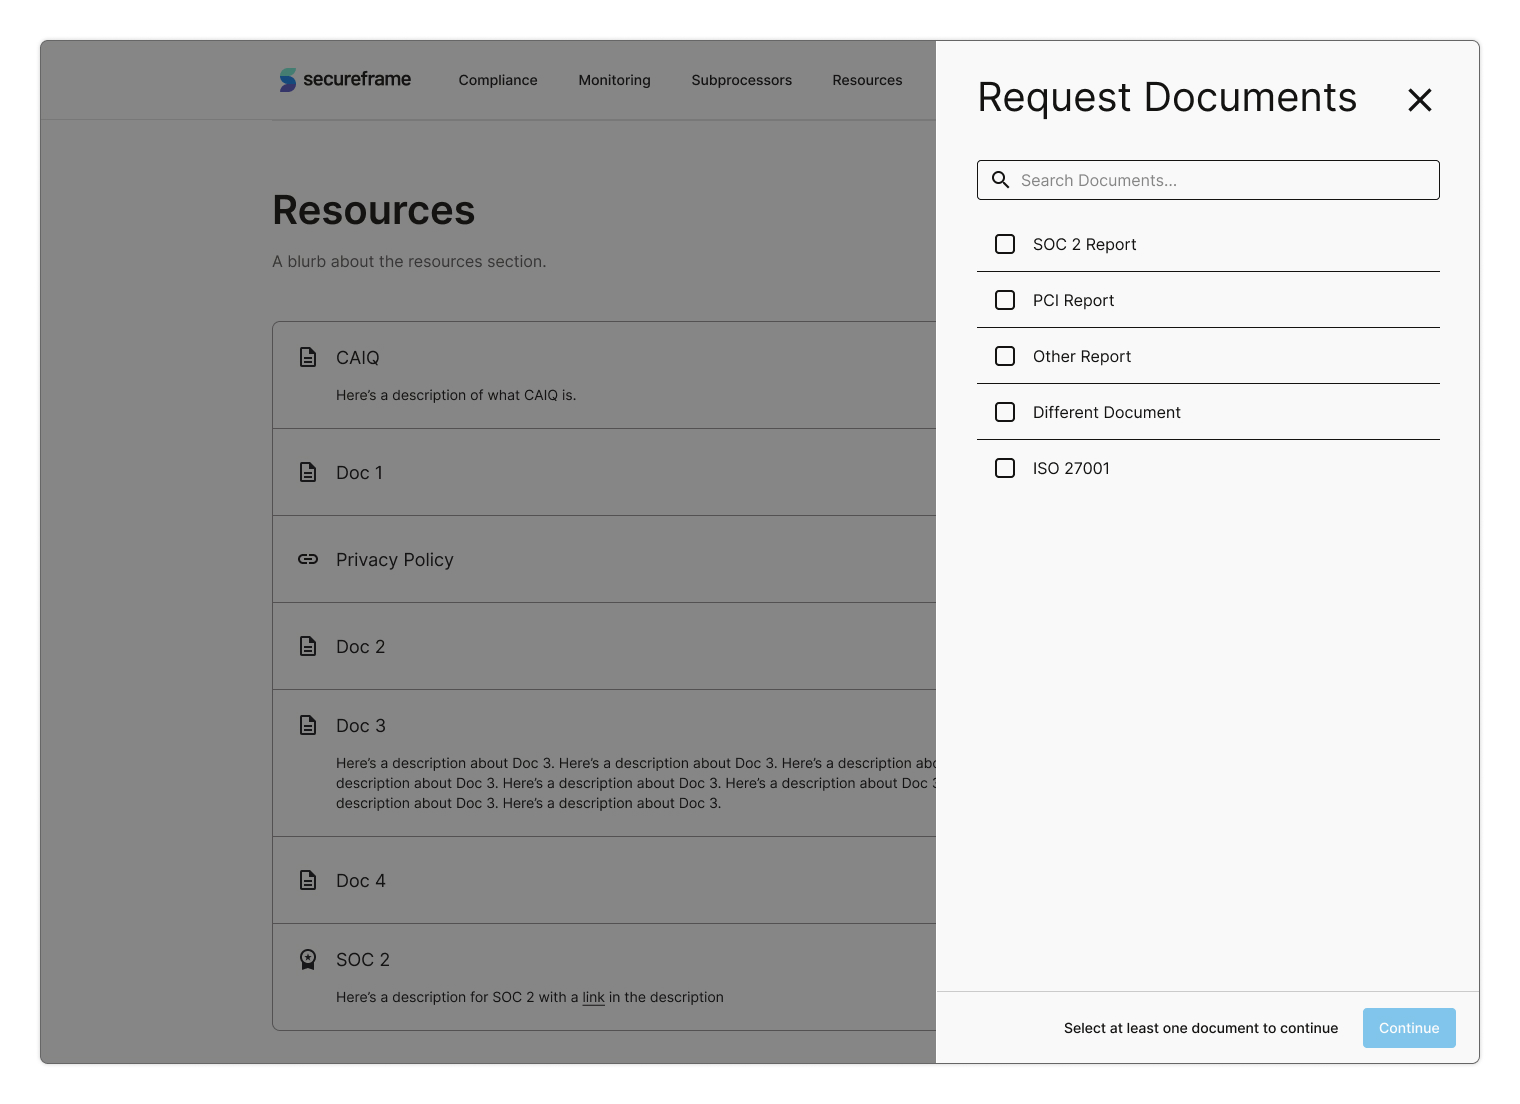 secureframe
Compliance
Monitoring
Subprocessors
Resources
Resources
A blurb about the resources section.
CAIQ
Here’s a description of what CAIQ is.
Doc 1
Privacy Policy
Doc 2
Doc 3
Here’s a description about Doc 3. Here’s a description about Doc 3. Here’s a description
description about Doc 3. Here’s a description about Doc 3. Here’s a description about Doc
description about Doc 3. Here’s a description about Doc 3.
Doc 4
SOC 2
Here’s a description for SOC 2 with a link in the description
Request Documents
Search Documents...
SOC 2 Report
PCI Report
Other Report
Different Document
ISO 27001
Select at least one document to continue
Continue